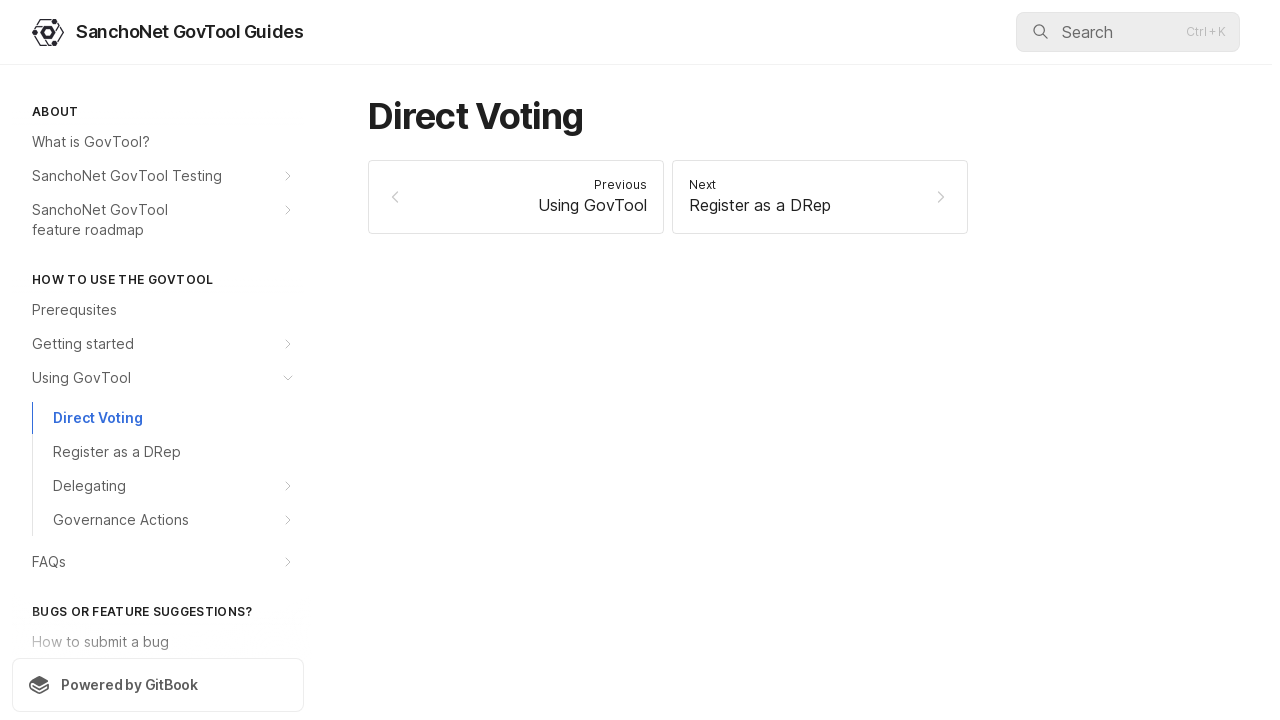 SanchoNet GovTool Guides
Search
Ctrl + K
ABOUT
What is GovTool?
SanchoNet GovTool Testing
SanchoNet GovTool
feature roadmap
HOW TO USE THE GOVTOOL
Prerequsites
Getting started
Using GovTool
Direct Voting
Register as a DRep
Delegating
Governance Actions
FAQs
BUGS OR FEATURE SUGGESTIONS?
How to submit a bug
Powered by GitBook
Direct Voting
Previous
Using GovTool
Next
Register as a DRep